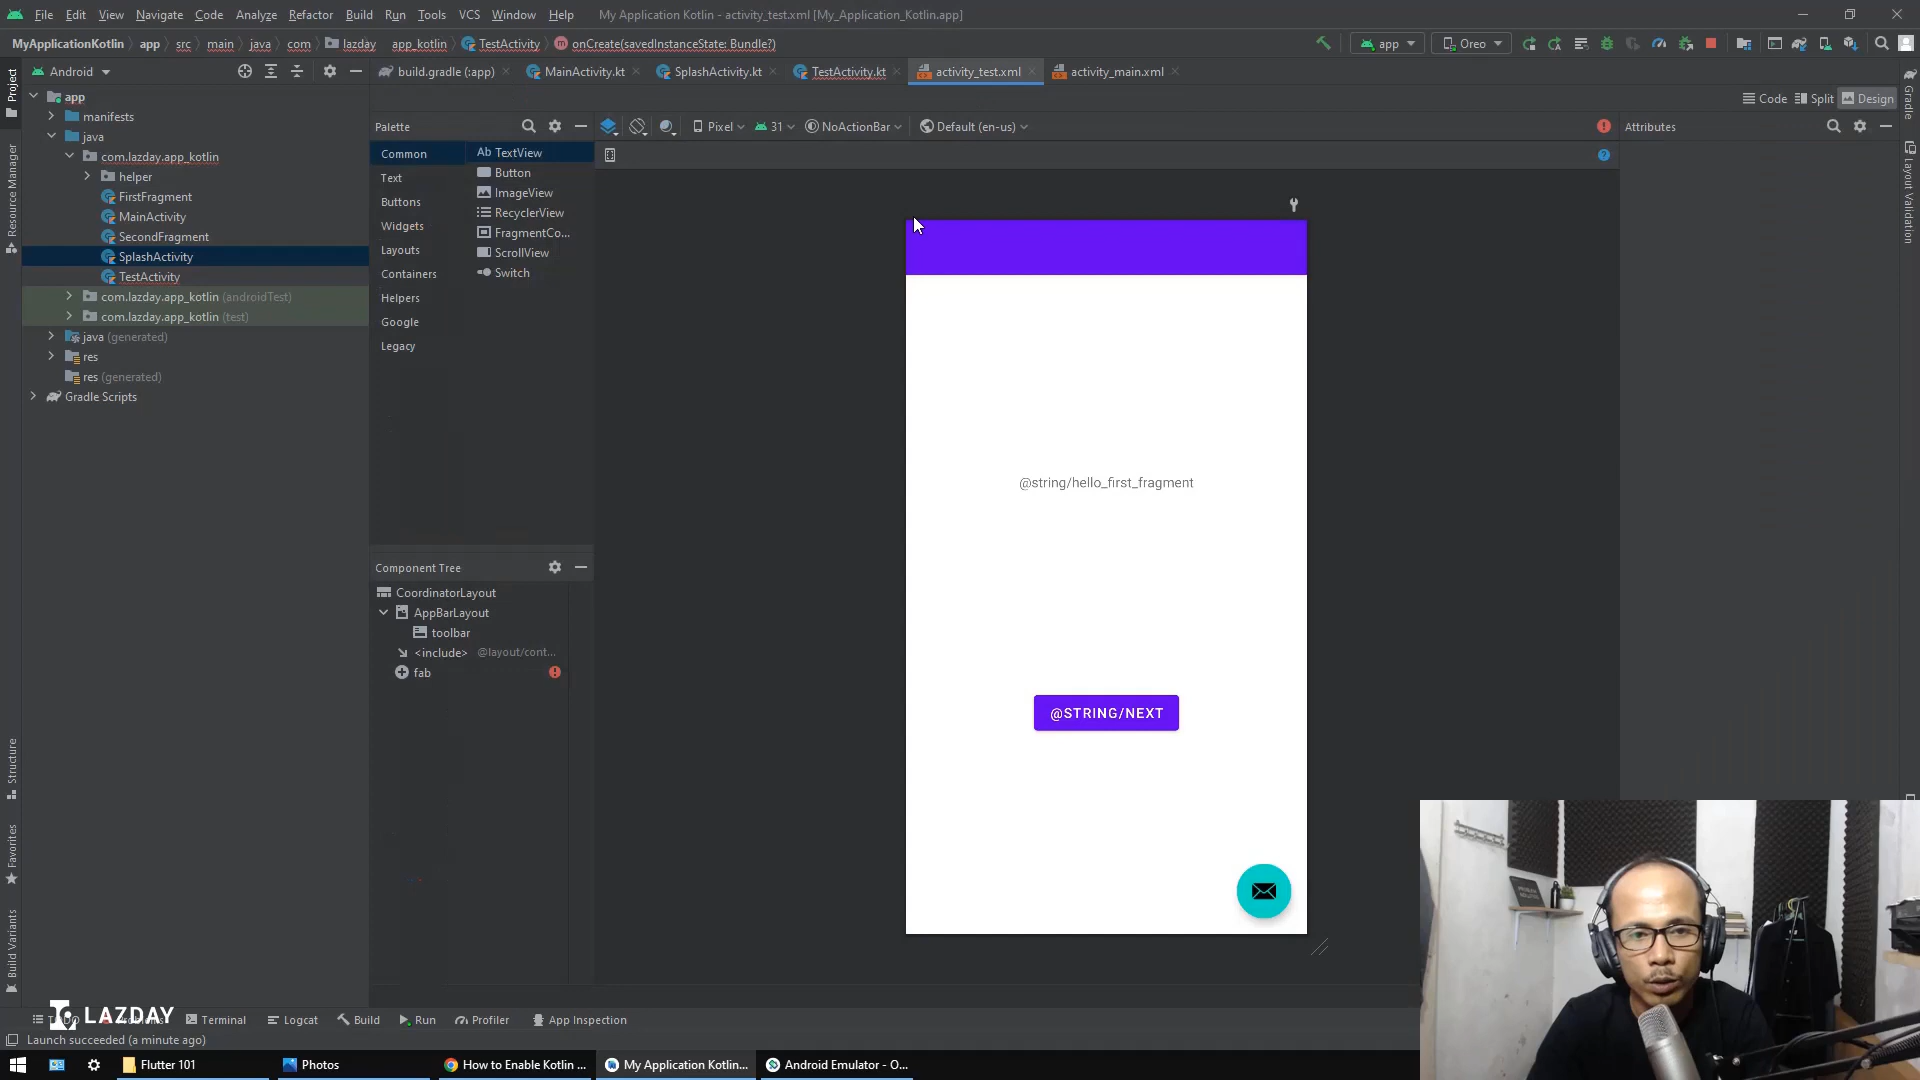 File Edit View Navigate Code Analyze Refactor Build Run Tools VCS Window Help My Application Kotlin - activity_test.xml [My_Application_Kotlin.app]
MyApplicationKotlin app src main java com lazday app_kotlin TestActivity onCreate(savedInstanceState: Bundle?) app Oreo
Android
build.gradle (:app) MainActivity.kt SplashActivity.kt TestActivity.kt activity_test.xml activity_main.xml
Code Split Design
Project
Resource Manager
Structure
Favorites
Build Variants
app
manifests
java
com.lazday.app_kotlin
helper
FirstFragment
MainActivity
SecondFragment
SplashActivity
TestActivity
com.lazday.app_kotlin (androidTest)
com.lazday.app_kotlin (test)
java (generated)
res
res (generated)
Gradle Scripts
Palette
Common
Text
Buttons
Widgets
Layouts
Containers
Helpers
Google
Legacy
Ab TextView
Button
ImageView
RecyclerView
FragmentCo...
ScrollView
Switch
Pixel 31 NoActionBar Default (en-us)
Attributes
Gradle
Layout Validation
Component Tree
CoordinatorLayout
AppBarLayout
toolbar
<include> @layout/cont...
fab
@string/hello_first_fragment
@STRING/NEXT
LAZDAY
Terminal Logcat Build Run Profiler App Inspection
Launch succeeded (a minute ago)
Flutter 101 Photos How to Enable Kotlin ... My Application Kotlin... Android Emulator - O...